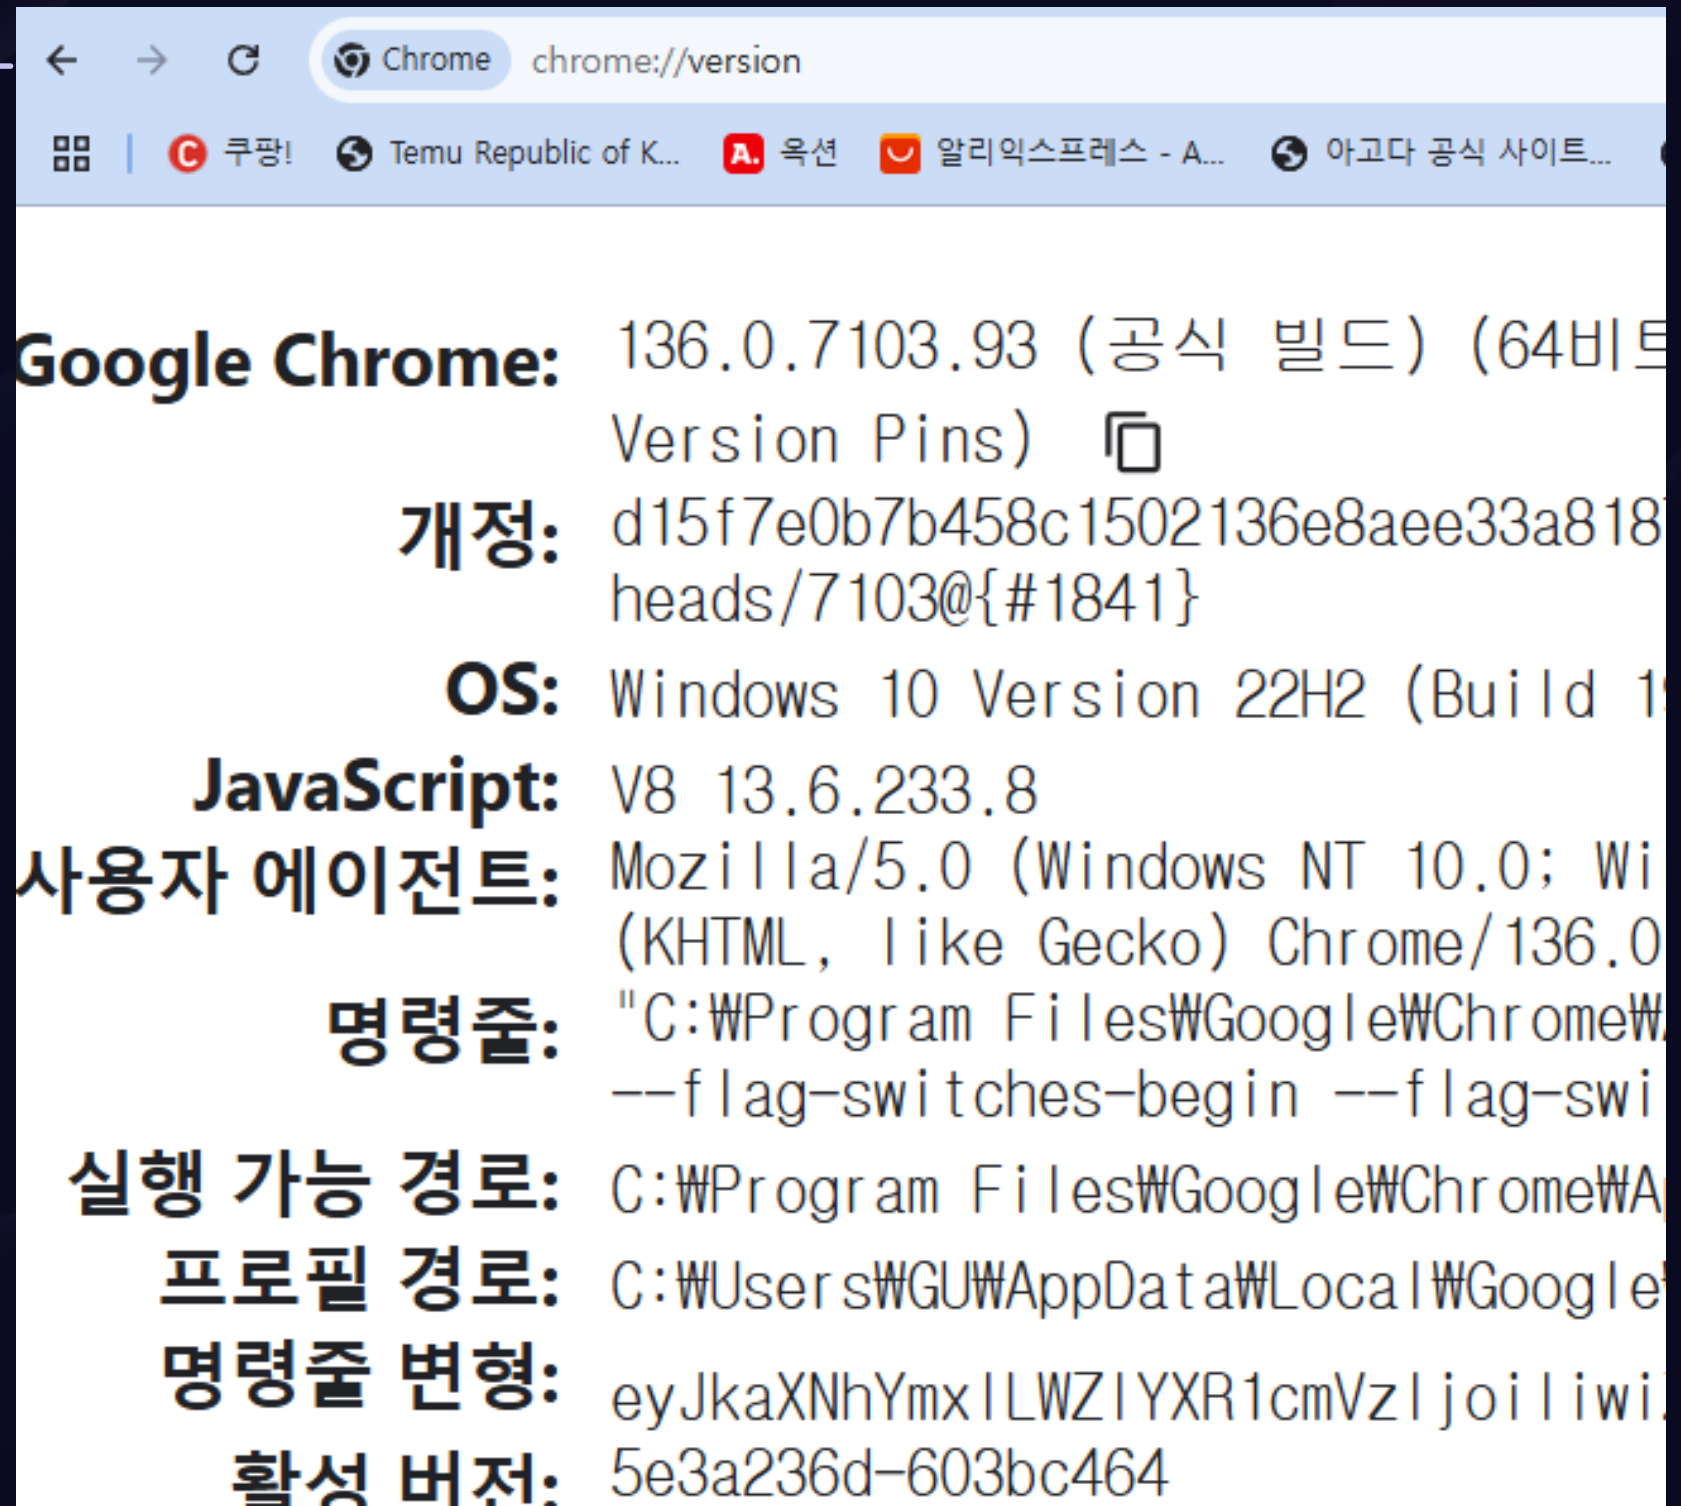 Chrome chrome://version
쿠팡! Temu Republic of K... A. 옥션 알리익스프레스 - A... 아고다 공식 사이트...
Google Chrome: 136.0.7103.93 (공식 빌드) (64비트
Version Pins)
개정: d15f7e0b7b458c1502136e8aee33a818
heads/7103@{#1841}
OS: Windows 10 Version 22H2 (Build 1
JavaScript: V8 13.6.233.8
사용자 에이전트: Mozilla/5.0 (Windows NT 10.0; Wi
(KHTML, like Gecko) Chrome/136.0
명령줄: "C:₩Program Files₩Google₩Chrome₩
--flag-switches-begin --flag-swi
실행 가능 경로: C:₩Program Files₩Google₩Chrome₩A
프로필 경로: C:₩Users₩GU₩AppData₩Local₩Google
명령줄 변형: eyJkaXNhYmxlLWZlYXR1cmVzIjoiIiwi
활성 버전: 5e3a236d-603bc464